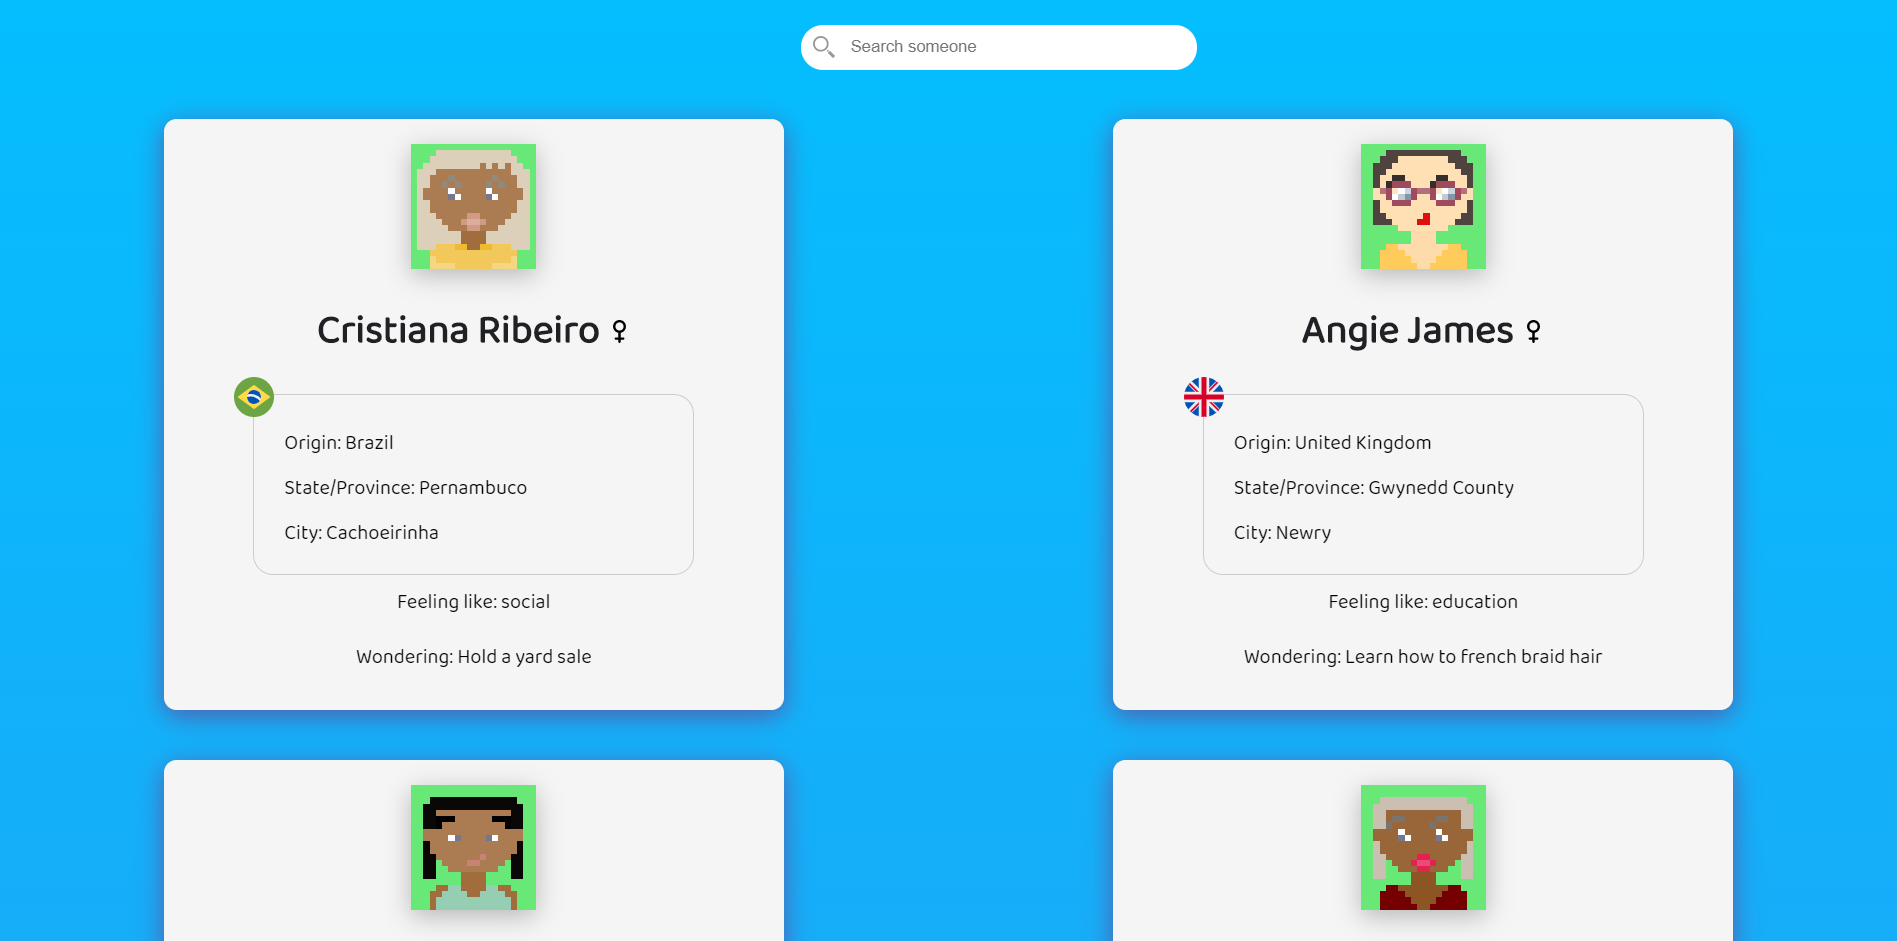 Search someone
Cristiana Ribeiro ♀
Origin: Brazil
State/Province: Pernambuco
City: Cachoeirinha
Feeling like: social
Wondering: Hold a yard sale
Angie James ♀
Origin: United Kingdom
State/Province: Gwynedd County
City: Newry
Feeling like: education
Wondering: Learn how to french braid hair